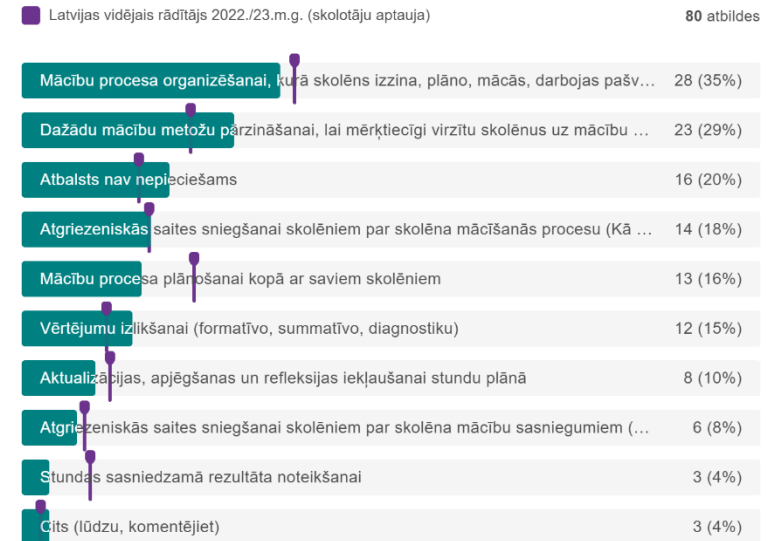 Latvijas vidējais rādītājs 2022./23.m.g. (skolotāju aptauja) 80 atbildes
Mācību procesa organizēšanai, kurā skolēns izzina, plāno, mācās, darbojas pašv… 28 (35%)
Dažādu mācību metožu pārzināšanai, lai mērķtiecīgi virzītu skolēnus uz mācību … 23 (29%)
Atbalsts nav nepieciešams 16 (20%)
Atgriezeniskās saites sniegšanai skolēniem par skolēna mācīšanās procesu (Kā … 14 (18%)
Mācību procesa plānošanai kopā ar saviem skolēniem 13 (16%)
Vērtējumu izlikšanai (formatīvo, summatīvo, diagnostiku) 12 (15%)
Aktualizācijas, apjēgšanas un refleksijas iekļaušanai stundu plānā 8 (10%)
Atgriezeniskās saites sniegšanai skolēniem par skolēna mācību sasniegumiem (… 6 (8%)
Stundas sasniedzamā rezultāta noteikšanai 3 (4%)
Cits (lūdzu, komentējiet) 3 (4%)